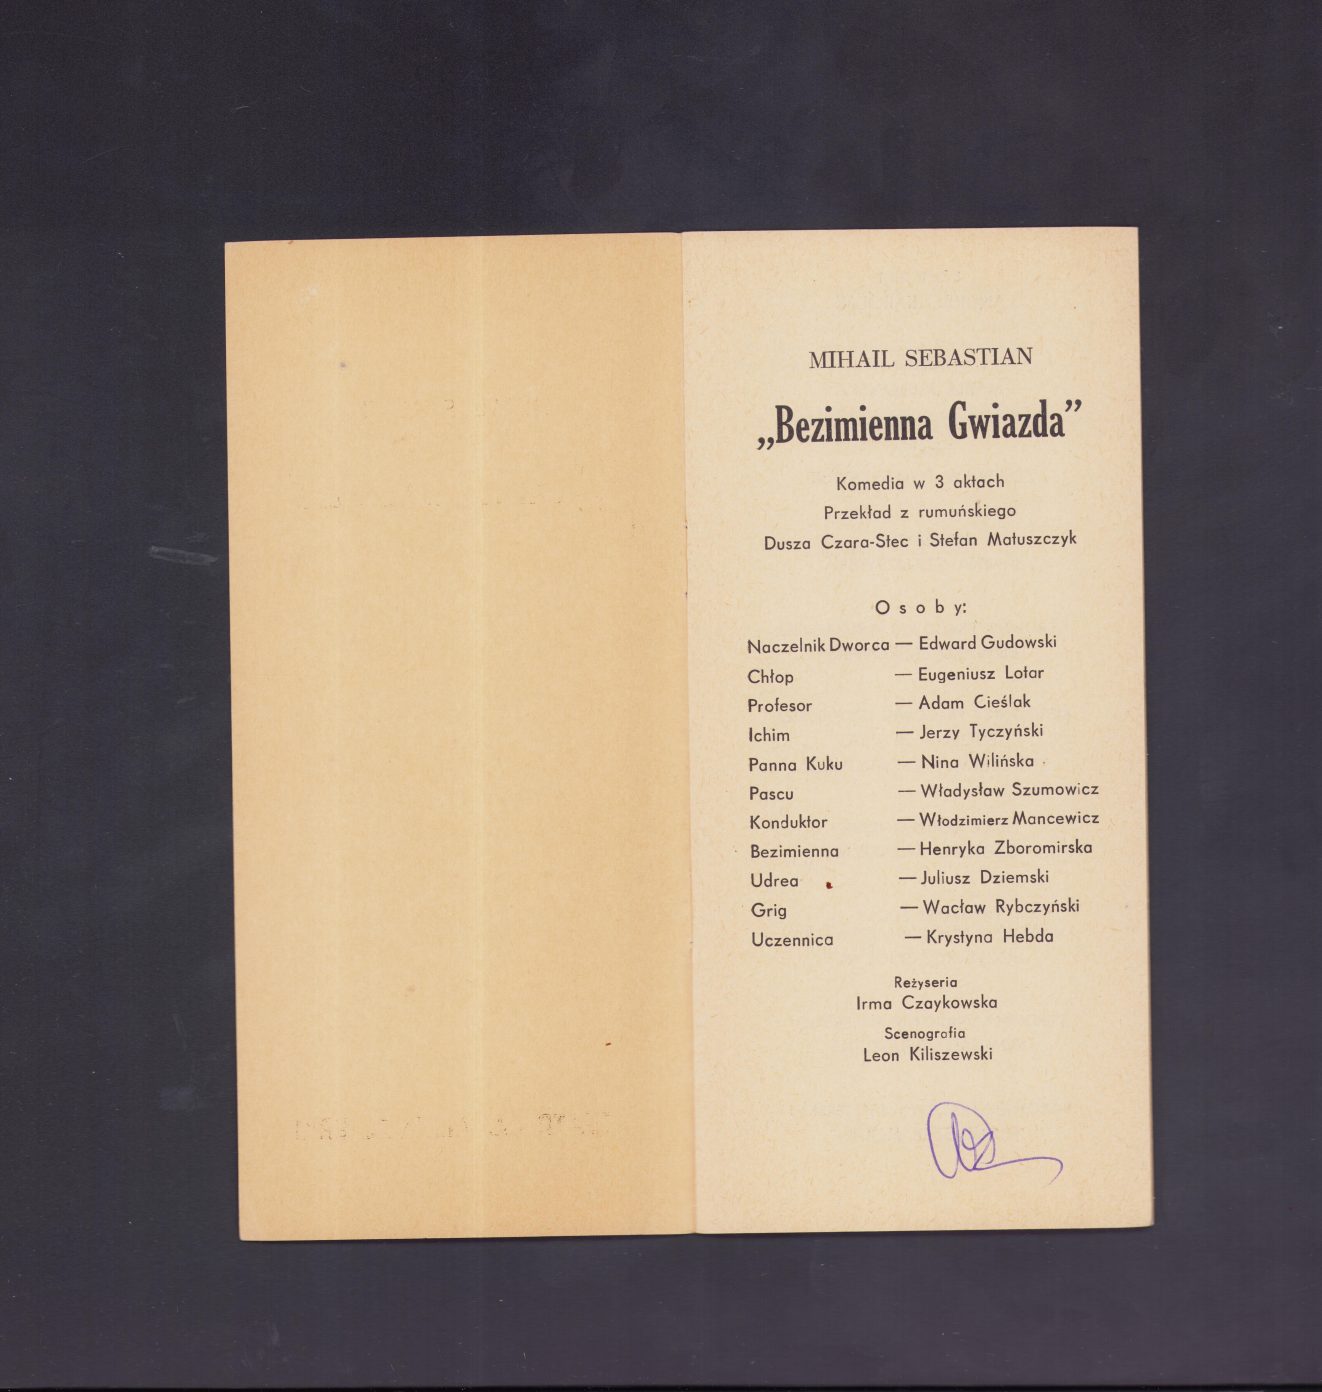 MIHAIL SEBASTIAN
„Bezimienna Gwiazda”
Komedia w 3 aktach
Przekład z rumuńskiego
Dusza Czara-Stec i Stefan Matuszczyk
Osoby:
Naczelnik Dworca — Edward Gudowski
Chłop — Eugeniusz Lotar
Profesor — Adam Cieślak
Ichim — Jerzy Tyczyński
Panna Kuku — Nina Wilińska
Pascu — Władysław Szumowicz
Konduktor — Włodzimierz Mancewicz
Bezimienna — Henryka Zboromirska
Udrea — Juliusz Dziemski
Grig — Wacław Rybczyński
Uczennica — Krystyna Hebda
Reżyseria
Irma Czaykowska
Scenografia
Leon Kiliszewski